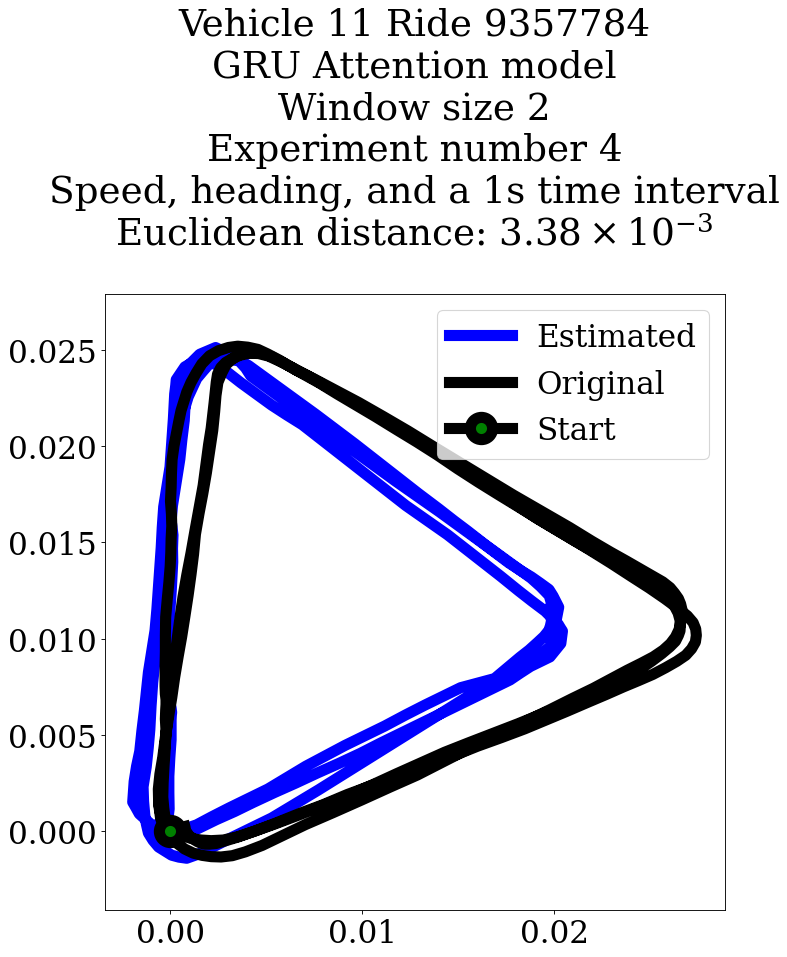 Vehicle 11 Ride 9357784
GRU Attention model
Window size 2
Experiment number 4
Speed, heading, and a 1s time interval
Euclidean distance: 3.38 × 10⁻³
Estimated
Original
Start
0.025
0.020
0.015
0.010
0.005
0.000
0.00 0.01 0.02